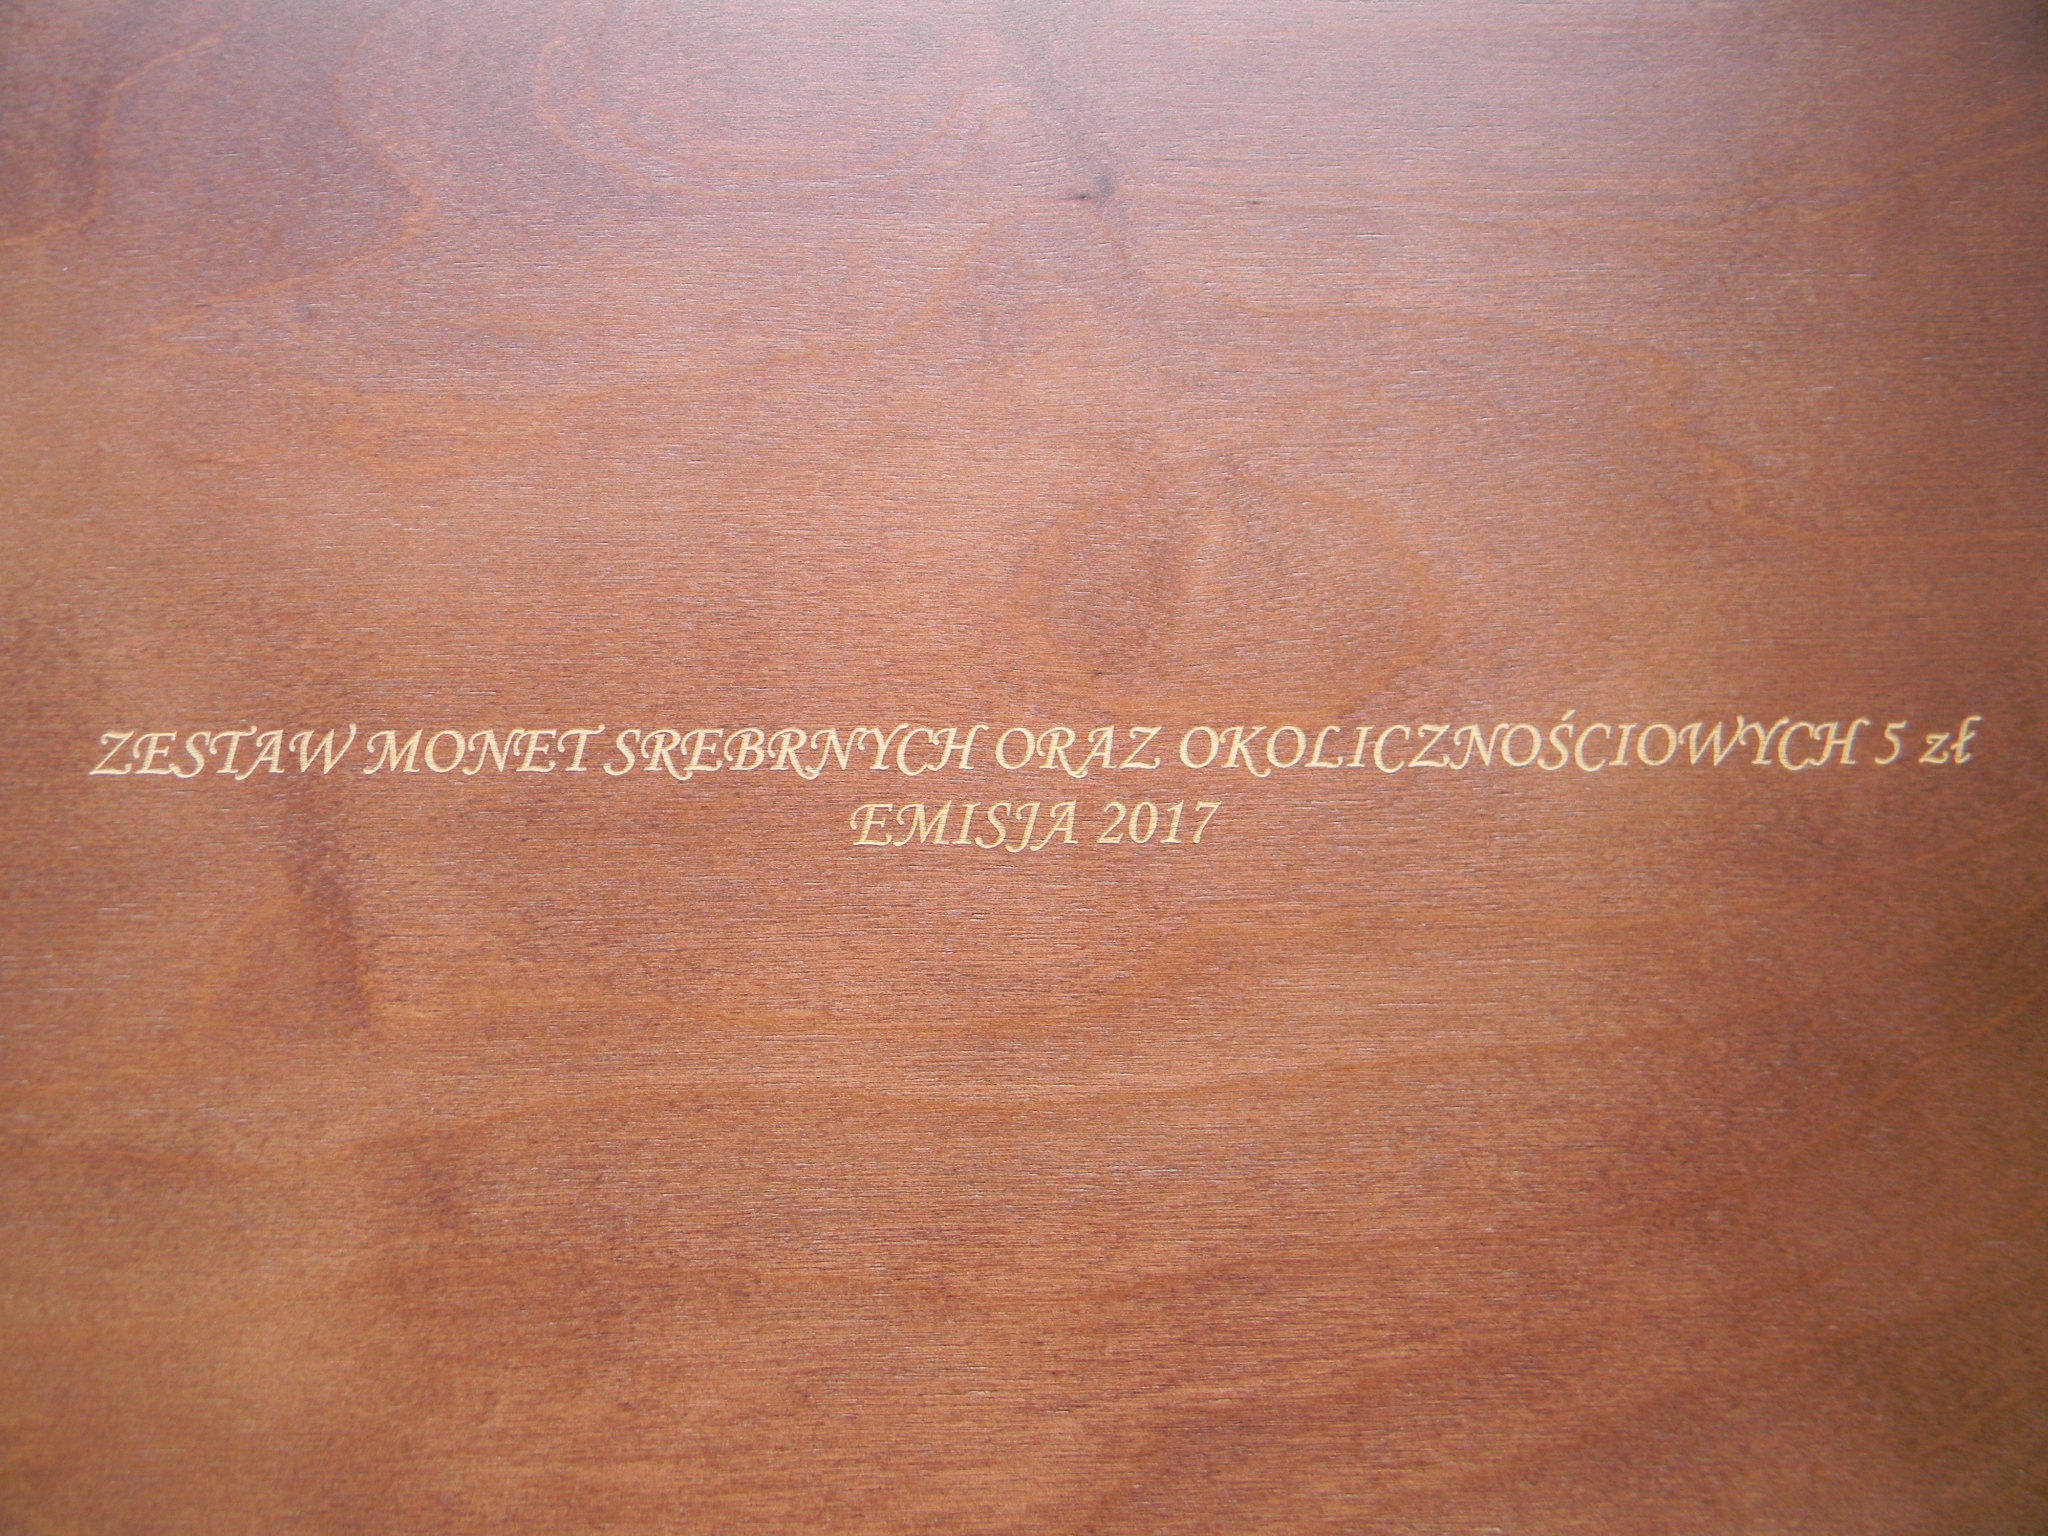 ZESTAW MONET SREBRNYCH ORAZ OKOLICZNOŚCIOWYCH 5 zł
EMISJA 2017